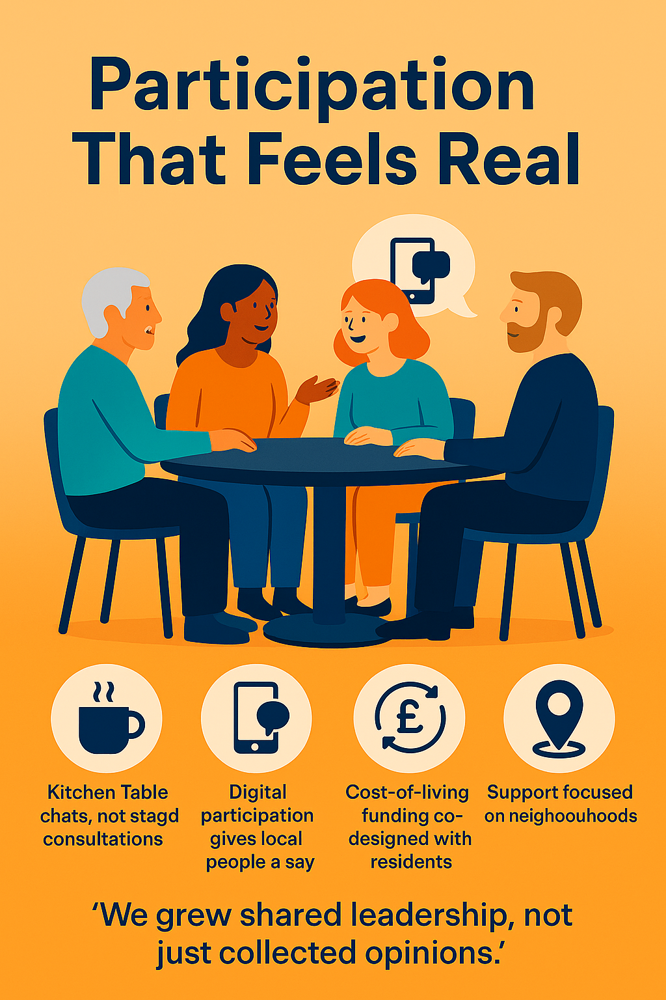 Participation
That Feels Real
£
Kitchen Table
chats, not stagd
consultations
Digital
participation
gives local
people a say
Cost-of-living
funding co-
designed with
residents
Support focused
on neighoouhoods
‘We grew shared leadership, not
just collected opinions.’